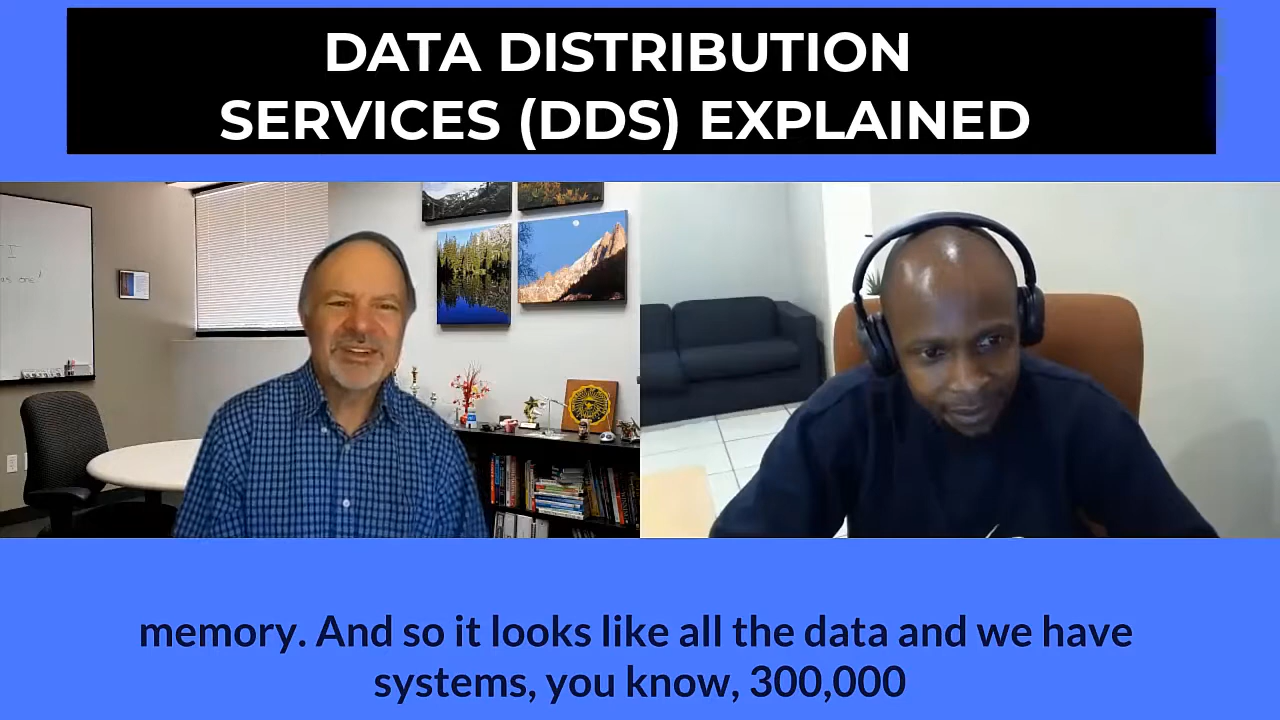 DATA DISTRIBUTION
SERVICES (DDS) EXPLAINED
memory. And so it looks like all the data and we have
systems, you know, 300,000